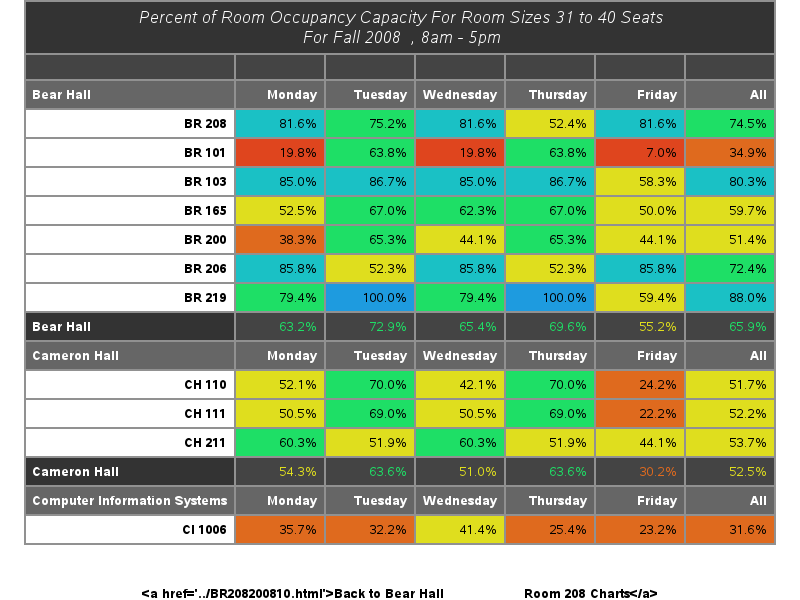 Percent of Room Occupancy Capacity For Room Sizes 31 to 40 Seats
For Fall 2008 , 8am - 5pm
Bear Hall Monday Tuesday Wednesday Thursday Friday All
BR 208 81.6% 75.2% 81.6% 52.4% 81.6% 74.5%
BR 101 19.8% 63.8% 19.8% 63.8% 7.0% 34.9%
BR 103 85.0% 86.7% 85.0% 86.7% 58.3% 80.3%
BR 165 52.5% 67.0% 62.3% 67.0% 50.0% 59.7%
BR 200 38.3% 65.3% 44.1% 65.3% 44.1% 51.4%
BR 206 85.8% 52.3% 85.8% 52.3% 85.8% 72.4%
BR 219 79.4% 100.0% 79.4% 100.0% 59.4% 88.0%
Bear Hall 63.2% 72.9% 65.4% 69.6% 55.2% 65.9%
Cameron Hall Monday Tuesday Wednesday Thursday Friday All
CH 110 52.1% 70.0% 42.1% 70.0% 24.2% 51.7%
CH 111 50.5% 69.0% 50.5% 69.0% 22.2% 52.2%
CH 211 60.3% 51.9% 60.3% 51.9% 44.1% 53.7%
Cameron Hall 54.3% 63.6% 51.0% 63.6% 30.2% 52.5%
Computer Information Systems Monday Tuesday Wednesday Thursday Friday All
CI 1006 35.7% 32.2% 41.4% 25.4% 23.2% 31.6%
<a href='../BR208200810.html'>Back to Bear Hall Room 208 Charts</a>